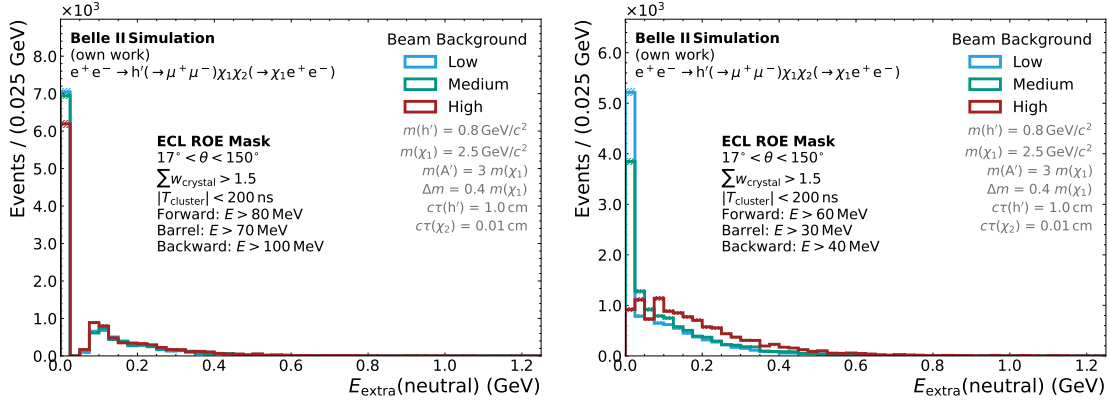 ×10³
Belle II Simulation
(own work)
e⁺e⁻ → h′(→ μ⁺μ⁻)χ₁χ₂(→ χ₁e⁺e⁻)
Beam Background
Low
Medium
High
m(h′) = 0.8 GeV/c²
m(χ₁) = 2.5 GeV/c²
m(A′) = 3 m(χ₁)
Δm = 0.4 m(χ₁)
cτ(h′) = 1.0 cm
cτ(χ₂) = 0.01 cm
ECL ROE Mask
17° < θ < 150°
∑w_crystal > 1.5
|T_cluster| < 200 ns
Forward: E > 80 MeV
Barrel: E > 70 MeV
Backward: E > 100 MeV
Events / (0.025 GeV)
8.0
7.0
6.0
5.0
4.0
3.0
2.0
1.0
0.0
0.0 0.2 0.4 0.6 0.8 1.0 1.2
E_extra(neutral) (GeV)
×10³
Belle II Simulation
(own work)
e⁺e⁻ → h′(→ μ⁺μ⁻)χ₁χ₂(→ χ₁e⁺e⁻)
Beam Background
Low
Medium
High
m(h′) = 0.8 GeV/c²
m(χ₁) = 2.5 GeV/c²
m(A′) = 3 m(χ₁)
Δm = 0.4 m(χ₁)
cτ(h′) = 1.0 cm
cτ(χ₂) = 0.01 cm
ECL ROE Mask
17° < θ < 150°
∑w_crystal > 1.5
|T_cluster| < 200 ns
Forward: E > 60 MeV
Barrel: E > 30 MeV
Backward: E > 40 MeV
Events / (0.025 GeV)
6.0
5.0
4.0
3.0
2.0
1.0
0.0
0.0 0.2 0.4 0.6 0.8 1.0 1.2
E_extra(neutral) (GeV)